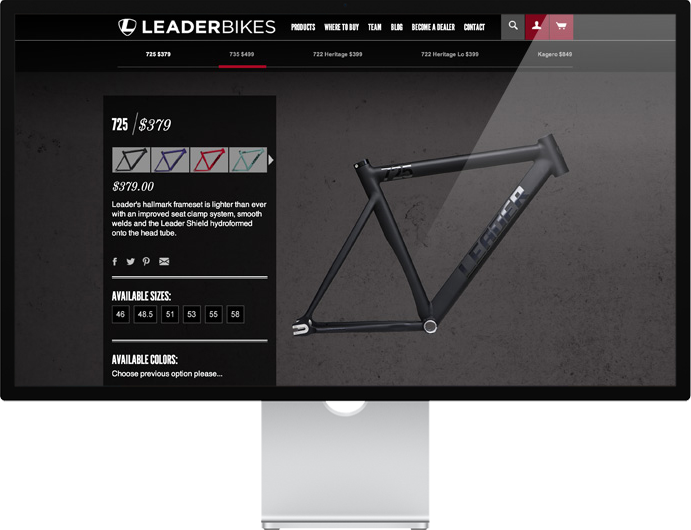 LEADERBIKES
PRODUCTS WHERE TO BUY TEAM BLOG BECOME A DEALER CONTACT
725 $379 735 $499 722 Heritage $399 722 Heritage Lo $399 Kagero $849
725 / $379
$379.00
Leader's hallmark frameset is lighter than ever
with an improved seat clamp system, smooth
welds and the Leader Shield hydroformed
onto the head tube.
AVAILABLE SIZES:
46 48.5 51 53 55 58
AVAILABLE COLORS:
Choose previous option please...
725
LEADER